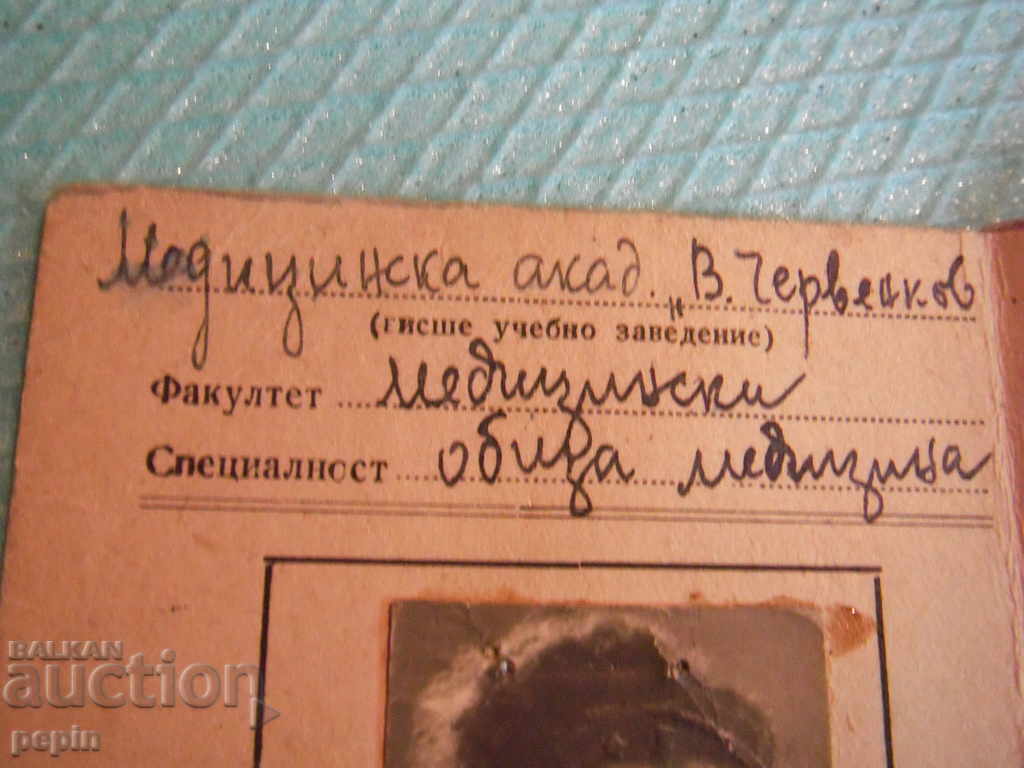 Медицинска акад. „В. Червенков
(висше учебно заведение)
Факултет Медицински
Специалност обща медицина
BALKAN
auction
pepin